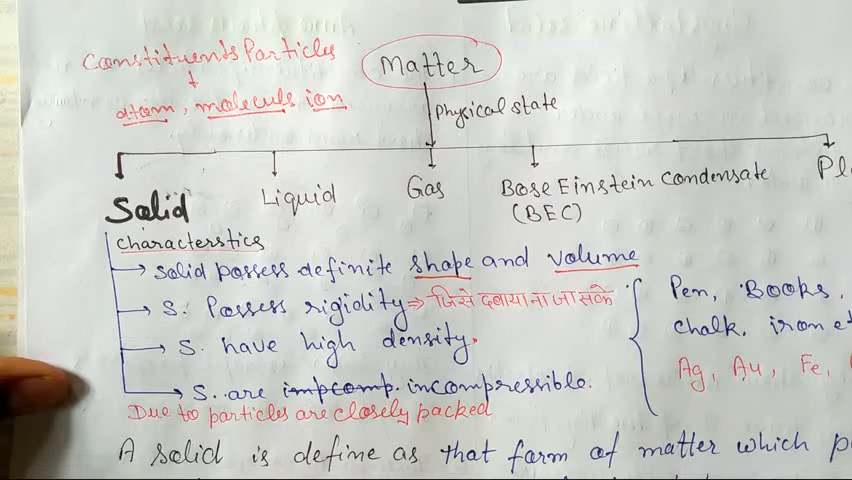 Constituents Particles
Matter
atom, molecule ion
Physical state
Solid
Liquid
Gas
Bose Einstein Condensate
(BEC)
Pl
characterstics
→ Solid possess definite shape and volume
→ S. Possess rigidity → जिसे दबाया ना जा सके
→ S. have high density.
→ S. are impcomp. incompressible.
Due to particles are closely packed
Pen, Books,
chalk, iron et
Ag, Au, Fe,
A solid is define as that form of matter which p